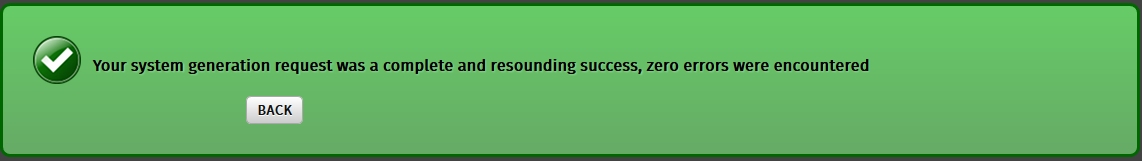 Your system generation request was a complete and resounding success, zero errors were encountered
BACK